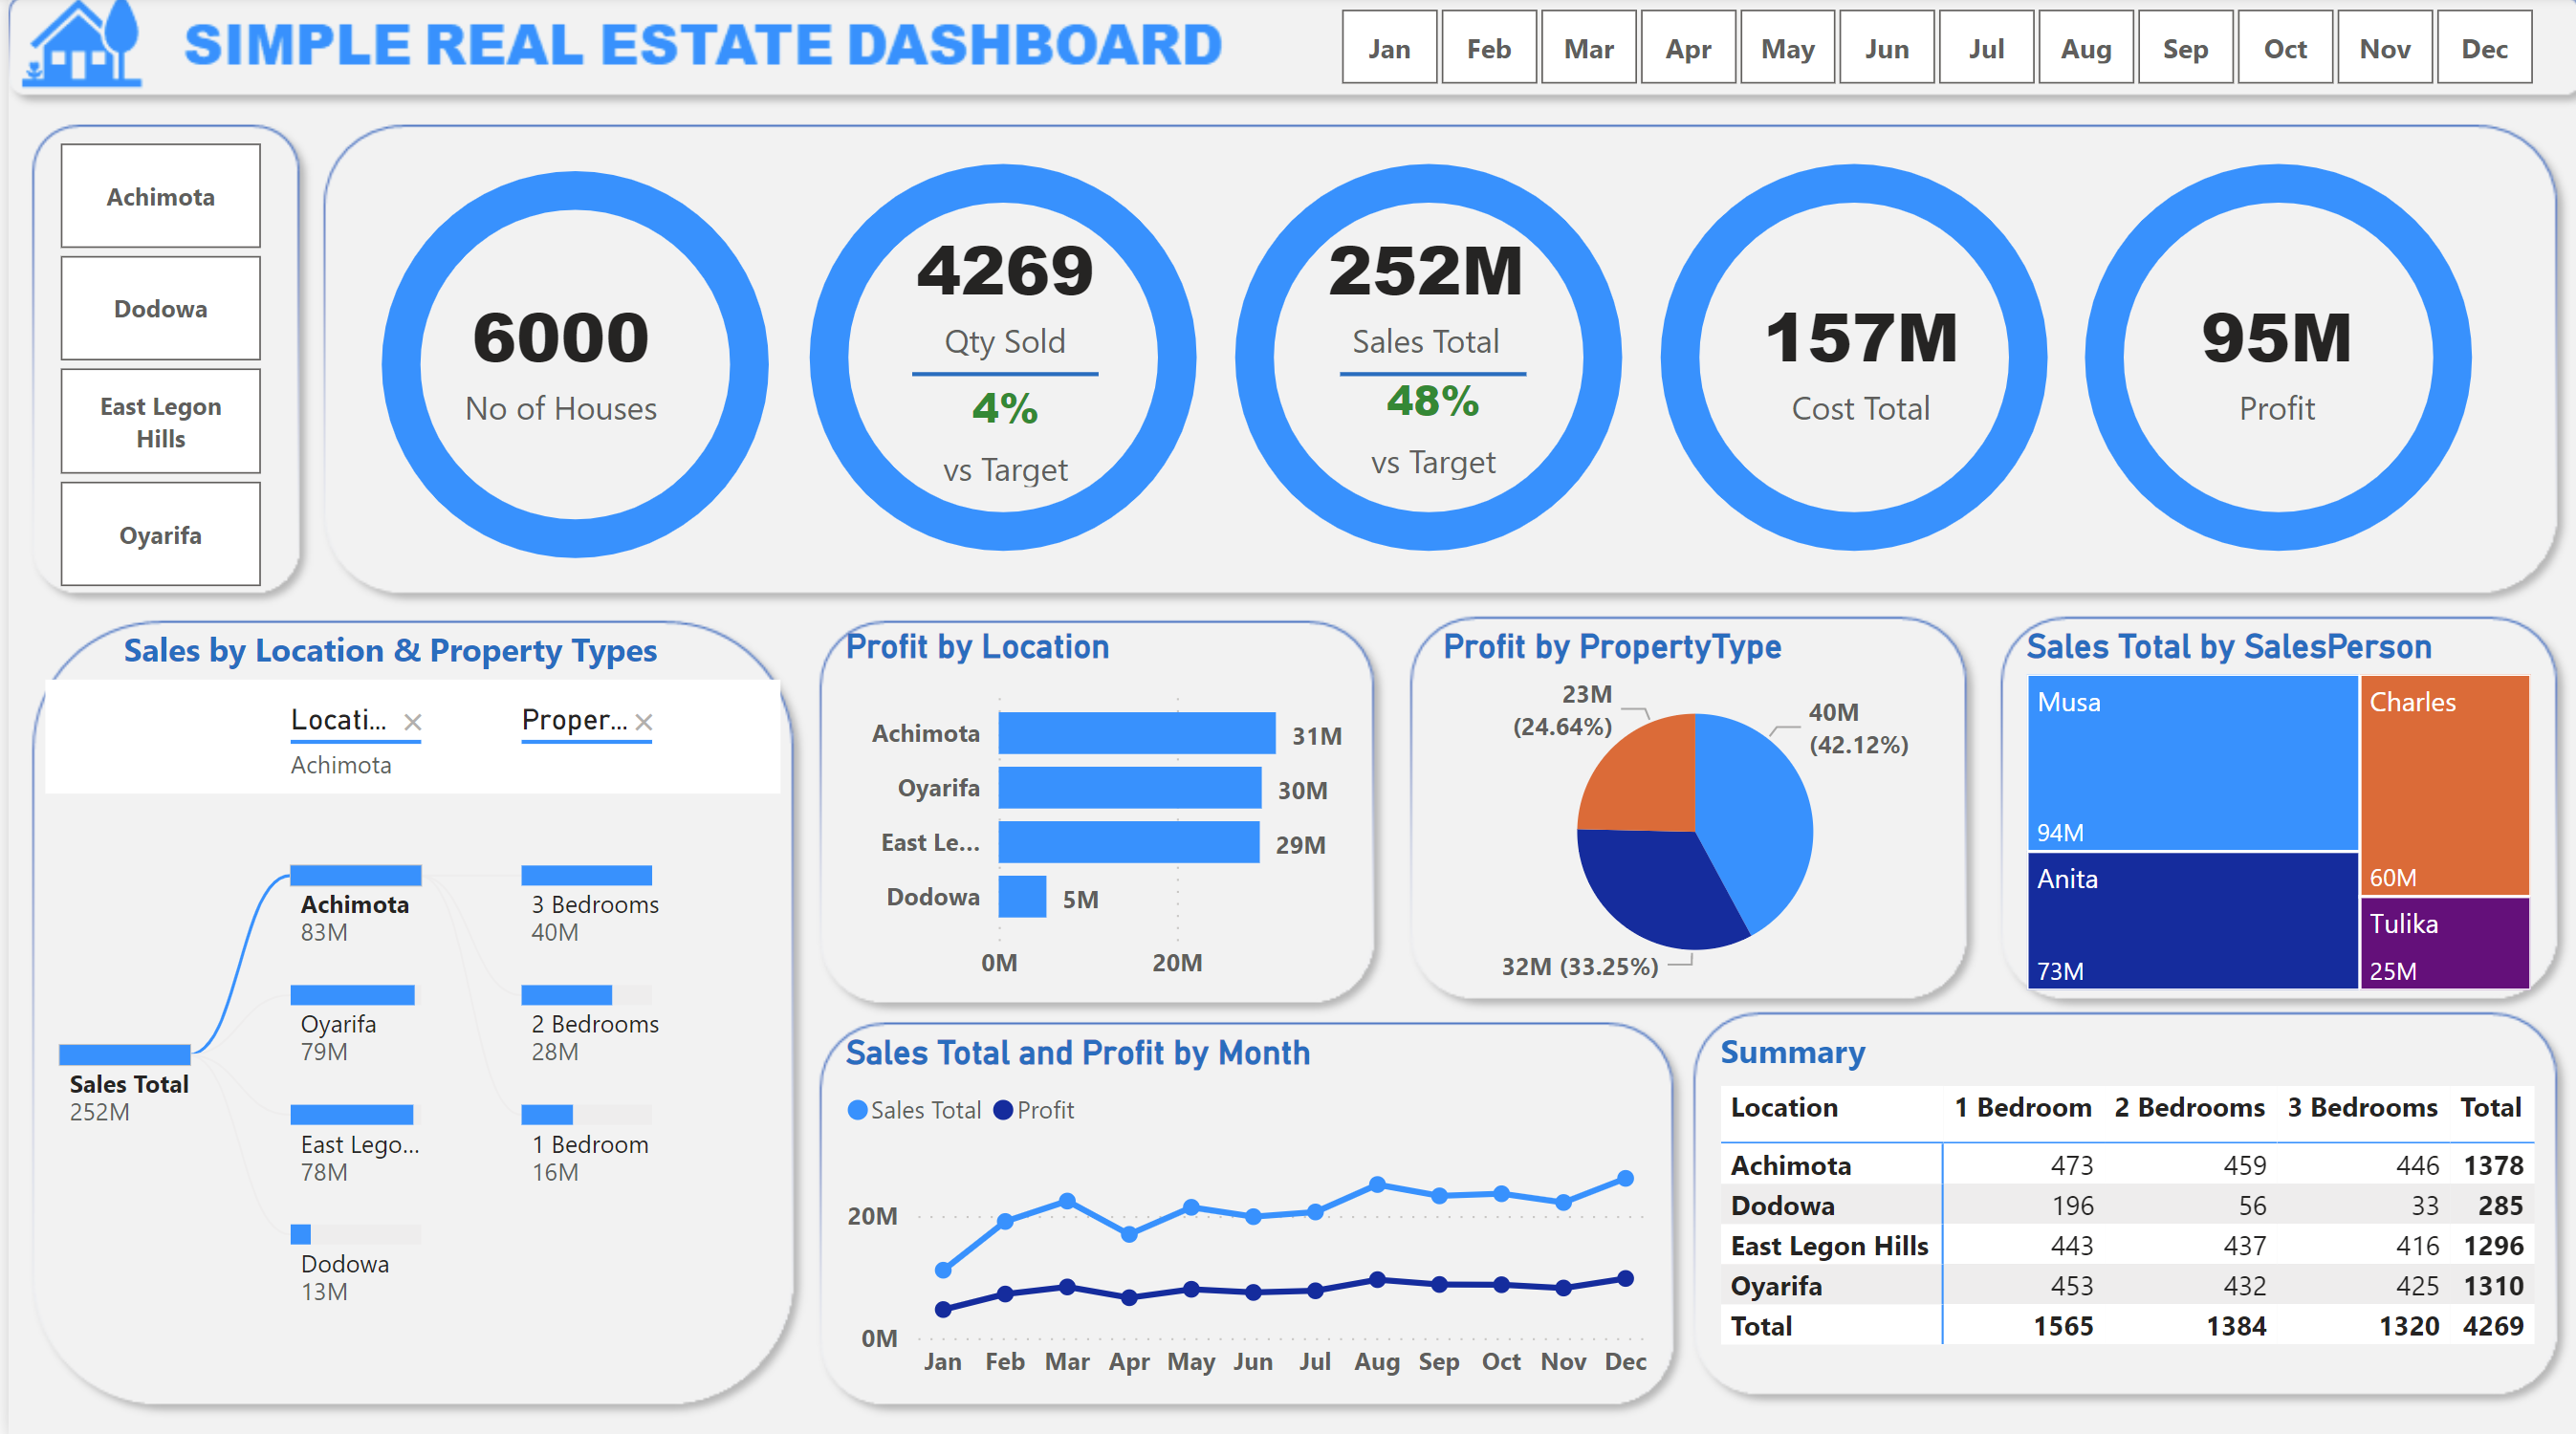 SIMPLE REAL ESTATE DASHBOARD
Jan Feb Mar Apr May Jun Jul Aug Sep Oct Nov Dec
Achimota
Dodowa
East Legon
Hills
Oyarifa
6000
No of Houses
4269
Qty Sold
4%
vs Target
252M
Sales Total
48%
vs Target
157M
Cost Total
95M
Profit
Sales by Location & Property Types
Locati... × Proper... ×
Achimota
Sales Total
252M
Achimota
83M
Oyarifa
79M
East Lego...
78M
Dodowa
13M
3 Bedrooms
40M
2 Bedrooms
28M
1 Bedroom
16M
Profit by Location
Achimota 31M
Oyarifa 30M
East Le... 29M
Dodowa 5M
0M 20M
Profit by PropertyType
23M
(24.64%)
40M
(42.12%)
32M (33.25%)
Sales Total by SalesPerson
Musa
94M
Anita
73M
Charles
60M
Tulika
25M
Sales Total and Profit by Month
Sales Total Profit
20M
0M
Jan Feb Mar Apr May Jun Jul Aug Sep Oct Nov Dec
Summary
Location 1 Bedroom 2 Bedrooms 3 Bedrooms Total
Achimota 473 459 446 1378
Dodowa 196 56 33 285
East Legon Hills 443 437 416 1296
Oyarifa 453 432 425 1310
Total 1565 1384 1320 4269